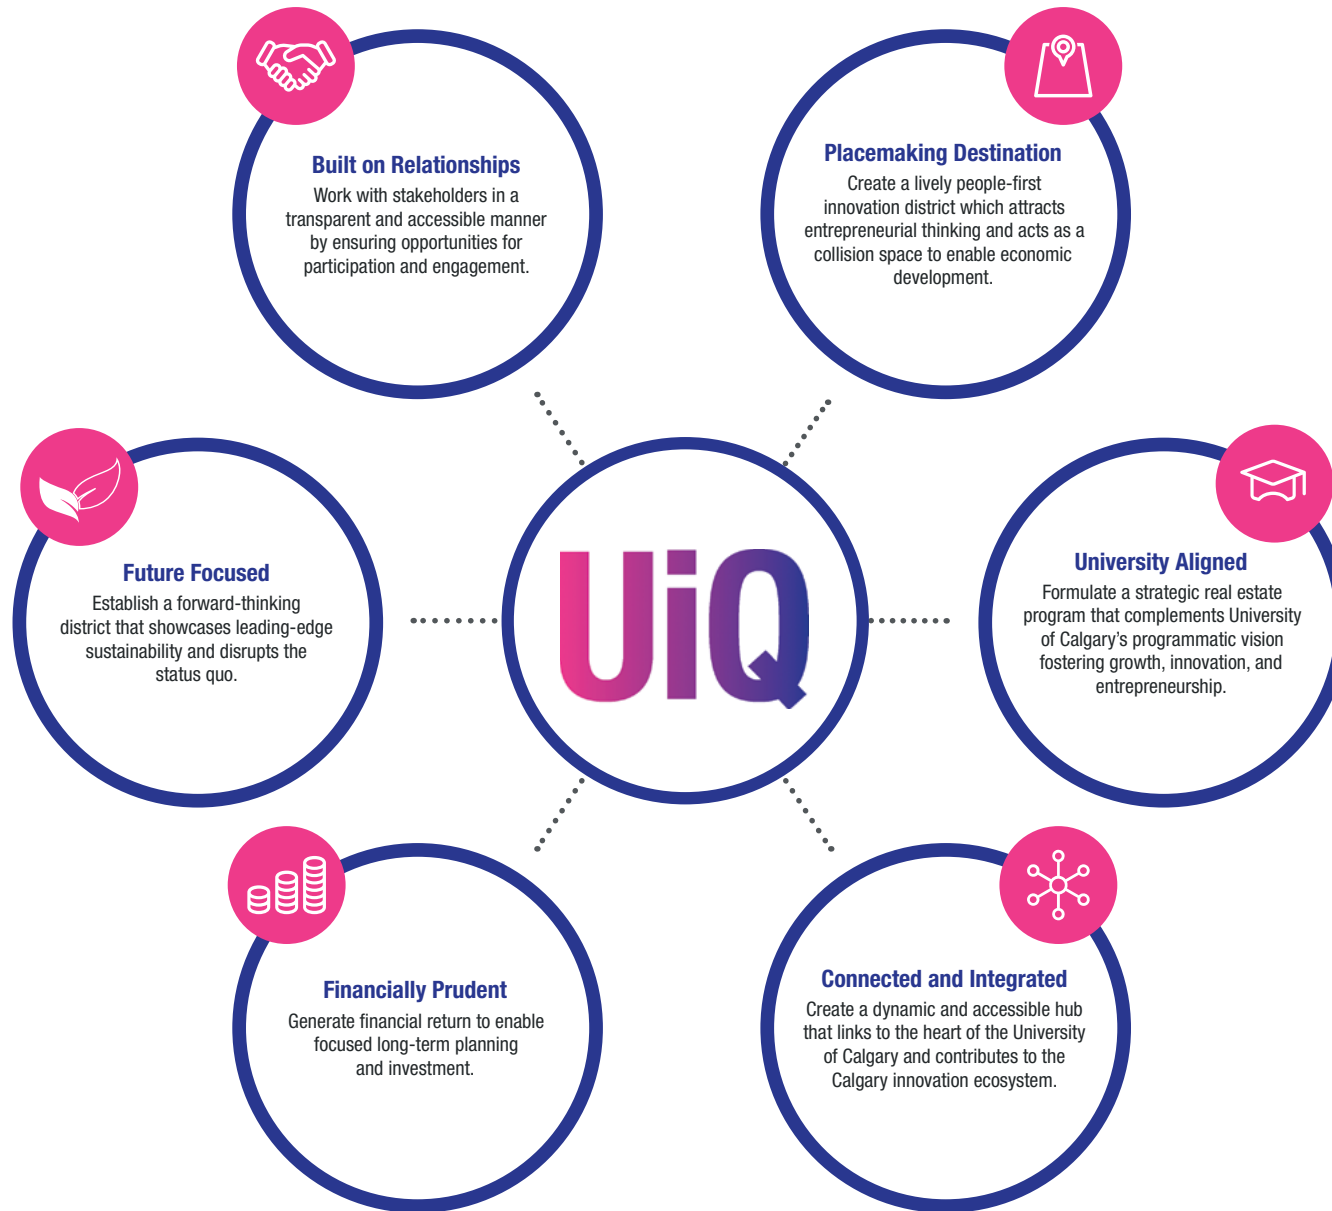 Built on Relationships
Work with stakeholders in a
transparent and accessible manner
by ensuring opportunities for
participation and engagement.
Placemaking Destination
Create a lively people-first
innovation district which attracts
entrepreneurial thinking and acts as a
collision space to enable economic
development.
Future Focused
Establish a forward-thinking
district that showcases leading-edge
sustainability and disrupts the
status quo.
UiQ
University Aligned
Formulate a strategic real estate
program that complements University
of Calgary’s programmatic vision
fostering growth, innovation, and
entrepreneurship.
Financially Prudent
Generate financial return to enable
focused long-term planning
and investment.
Connected and Integrated
Create a dynamic and accessible hub
that links to the heart of the University
of Calgary and contributes to the
Calgary innovation ecosystem.